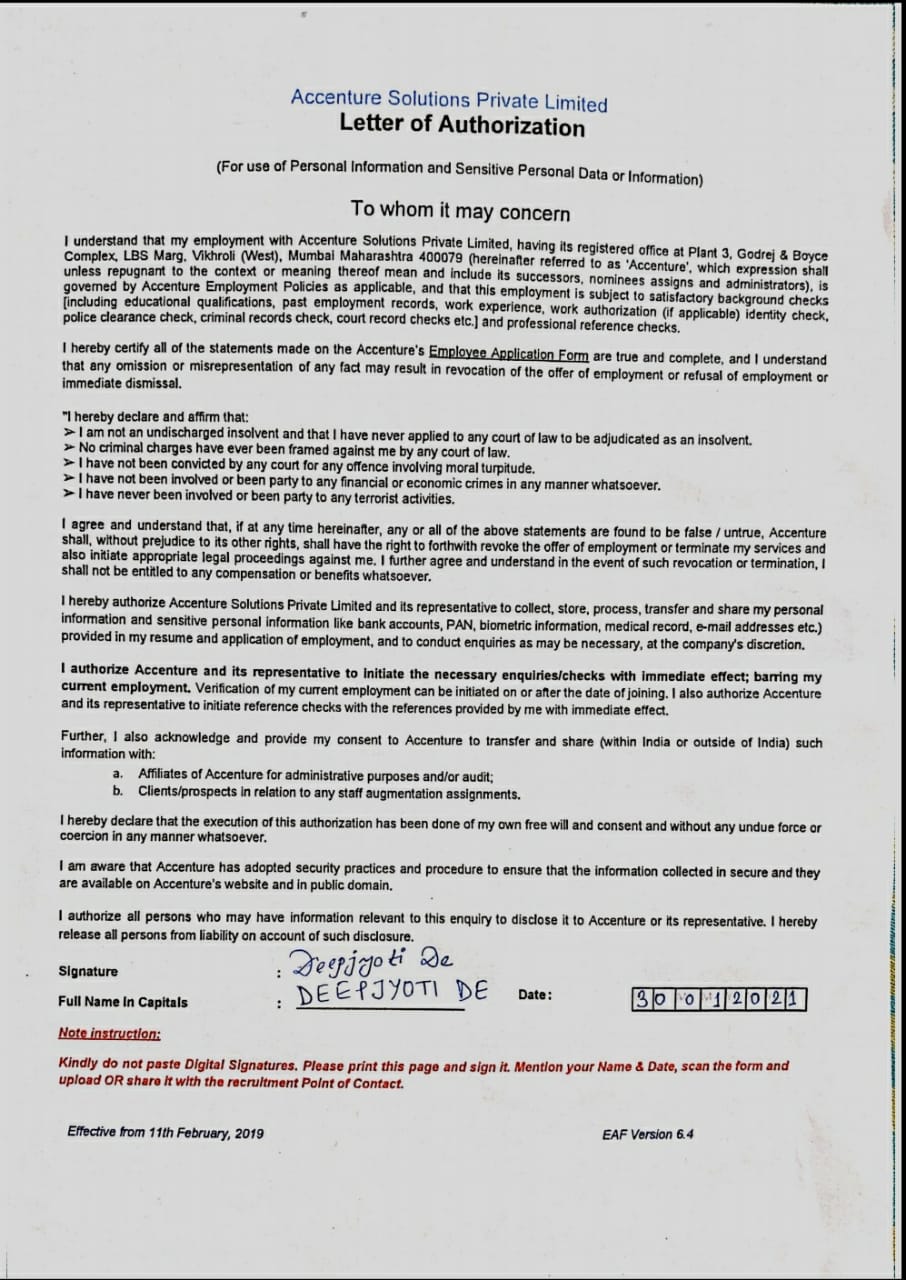 Accenture Solutions Private Limited
Letter of Authorization
(For use of Personal Information and Sensitive Personal Data or Information)
To whom it may concern
I understand that my employment with Accenture Solutions Private Limited, having its registered office at Plant 3, Godrej & Boyce
Complex, LBS Marg, Vikhroli (West), Mumbai Maharashtra 400079 (hereinafter referred to as 'Accenture', which expression shall
unless repugnant to the context or meaning thereof mean and include its successors, nominees assigns and administrators), is
governed by Accenture Employment Policies as applicable, and that this employment is subject to satisfactory background checks
[including educational qualifications, past employment records, work experience, work authorization (if applicable) identity check,
police clearance check, criminal records check, court record checks etc.] and professional reference checks.
I hereby certify all of the statements made on the Accenture's Employee Application Form are true and complete, and I understand
that any omission or misrepresentation of any fact may result in revocation of the offer of employment or refusal of employment or
immediate dismissal.
"I hereby declare and affirm that:
➢ I am not an undischarged insolvent and that I have never applied to any court of law to be adjudicated as an insolvent.
➢ No criminal charges have ever been framed against me by any court of law.
➢ I have not been convicted by any court for any offence involving moral turpitude.
➢ I have not been involved or been party to any financial or economic crimes in any manner whatsoever.
➢ I have never been involved or been party to any terrorist activities.
I agree and understand that, if at any time hereinafter, any or all of the above statements are found to be false / untrue, Accenture
shall, without prejudice to its other rights, shall have the right to forthwith revoke the offer of employment or terminate my services and
also initiate appropriate legal proceedings against me. I further agree and understand in the event of such revocation or termination, I
shall not be entitled to any compensation or benefits whatsoever.
I hereby authorize Accenture Solutions Private Limited and its representative to collect, store, process, transfer and share my personal
information and sensitive personal information like bank accounts, PAN, biometric information, medical record, e-mail addresses etc.)
provided in my resume and application of employment, and to conduct enquiries as may be necessary, at the company's discretion.
I authorize Accenture and its representative to initiate the necessary enquiries/checks with immediate effect; barring my
current employment. Verification of my current employment can be initiated on or after the date of joining. I also authorize Accenture
and its representative to initiate reference checks with the references provided by me with immediate effect.
Further, I also acknowledge and provide my consent to Accenture to transfer and share (within India or outside of India) such
information with:
a. Affiliates of Accenture for administrative purposes and/or audit;
b. Clients/prospects in relation to any staff augmentation assignments.
I hereby declare that the execution of this authorization has been done of my own free will and consent and without any undue force or
coercion in any manner whatsoever.
I am aware that Accenture has adopted security practices and procedure to ensure that the information collected in secure and they
are available on Accenture's website and in public domain.
I authorize all persons who may have information relevant to this enquiry to disclose it to Accenture or its representative. I hereby
release all persons from liability on account of such disclosure.
Signature : Deepjyoti De
Full Name In Capitals : DEEPJYOTI DE Date: 30012021
Note instruction:
Kindly do not paste Digital Signatures. Please print this page and sign it. Mention your Name & Date, scan the form and
upload OR share it with the recruitment Point of Contact.
Effective from 11th February, 2019 EAF Version 6.4